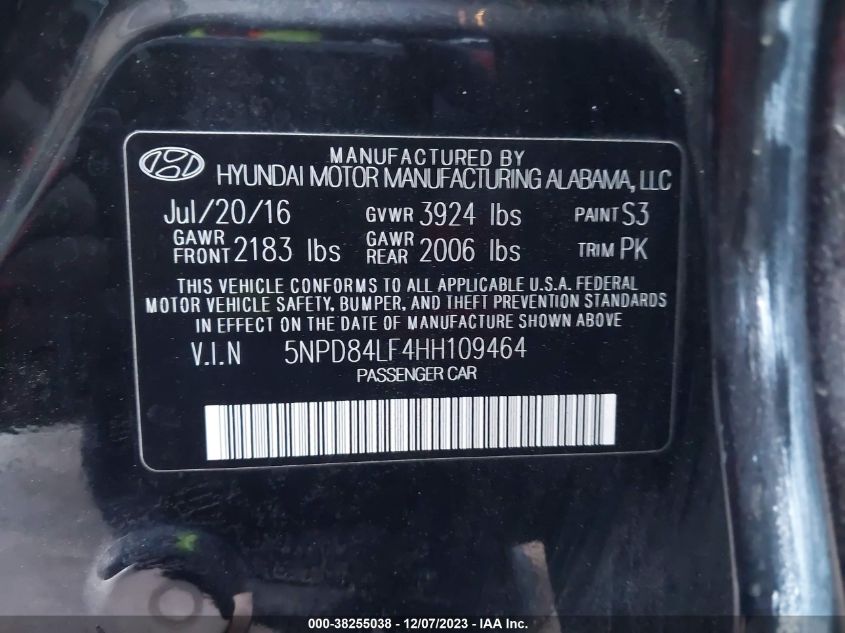 MANUFACTURED BY
HYUNDAI MOTOR MANUFACTURING ALABAMA, LLC
Jul/20/16 GVWR 3924 lbs PAINT S3
GAWR FRONT 2183 lbs GAWR REAR 2006 lbs TRIM PK
THIS VEHICLE CONFORMS TO ALL APPLICABLE U.S.A. FEDERAL
MOTOR VEHICLE SAFETY, BUMPER, AND THEFT PREVENTION STANDARDS
IN EFFECT ON THE DATE OF MANUFACTURE SHOWN ABOVE
V.I.N 5NPD84LF4HH109464
PASSENGER CAR
000-38255038 - 12/07/2023 - IAA Inc.